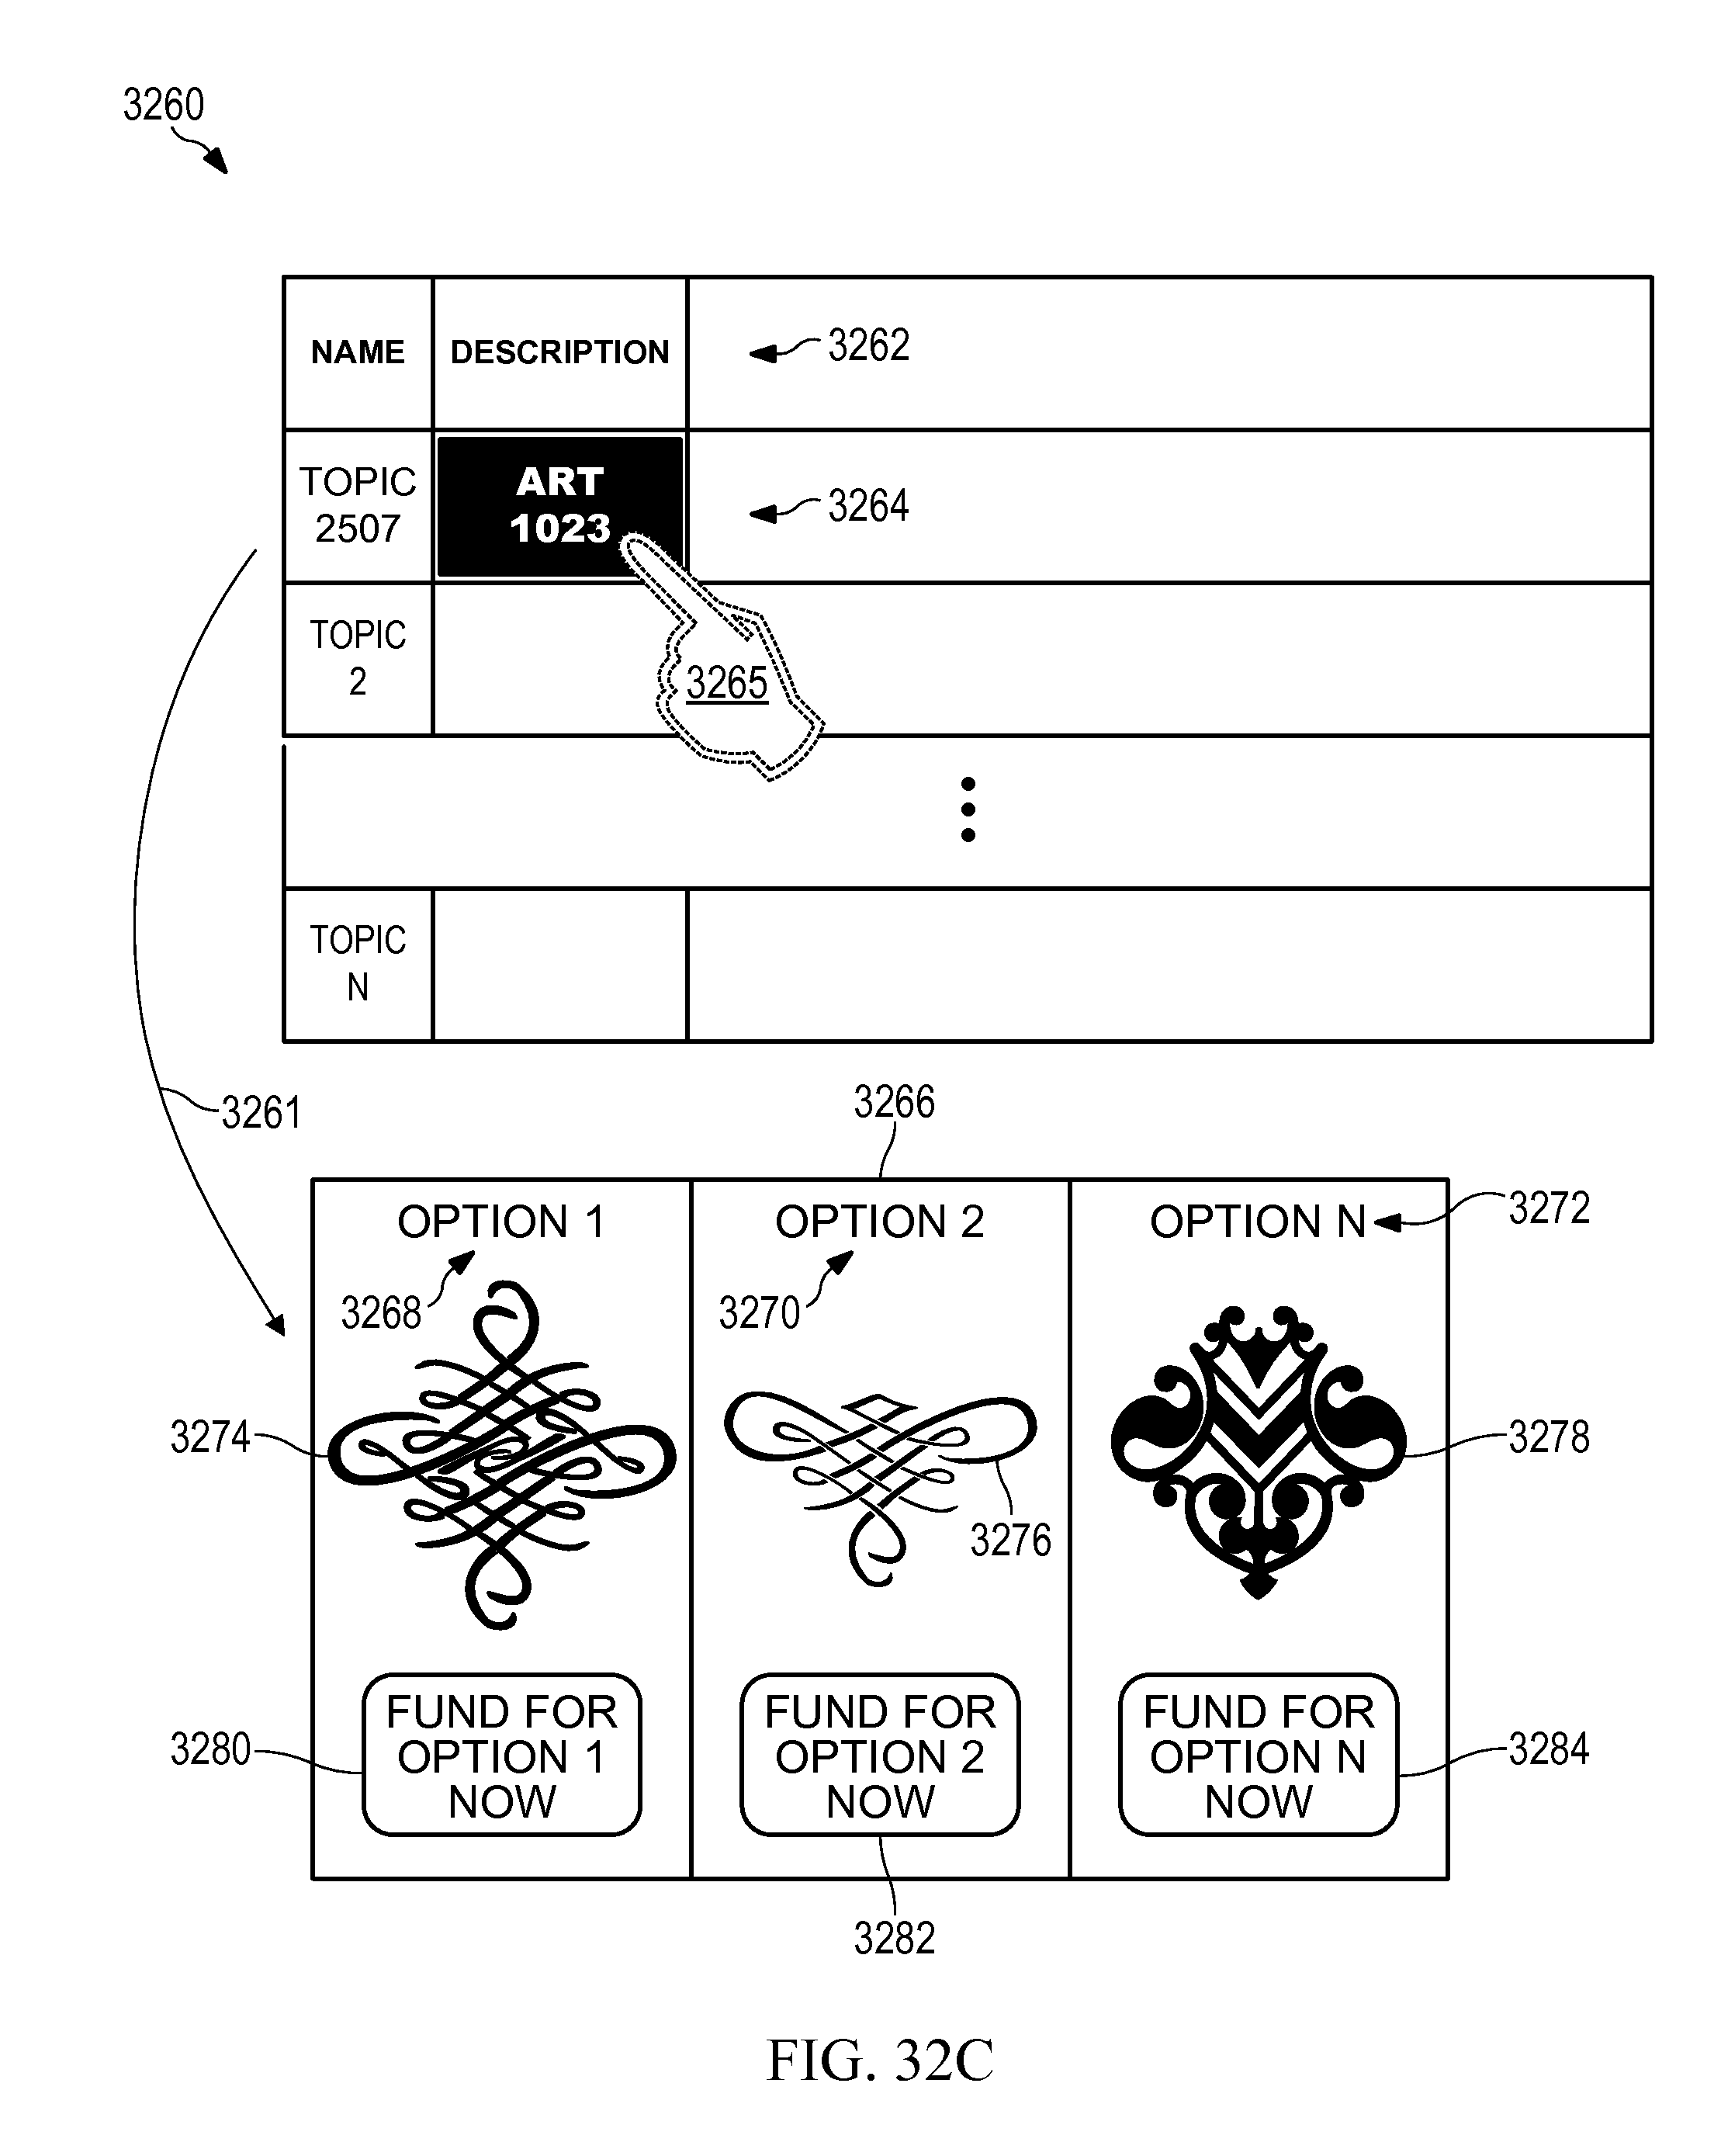 3260
NAME
DESCRIPTION
3262
TOPIC
2507
ART
1023
3264
TOPIC
2
3265
TOPIC
N
3261
3266
OPTION 1
OPTION 2
OPTION N
3272
3268
3270
3274
3276
3278
FUND FOR
OPTION 1
NOW
FUND FOR
OPTION 2
NOW
FUND FOR
OPTION N
NOW
3280
3284
3282
FIG. 32C